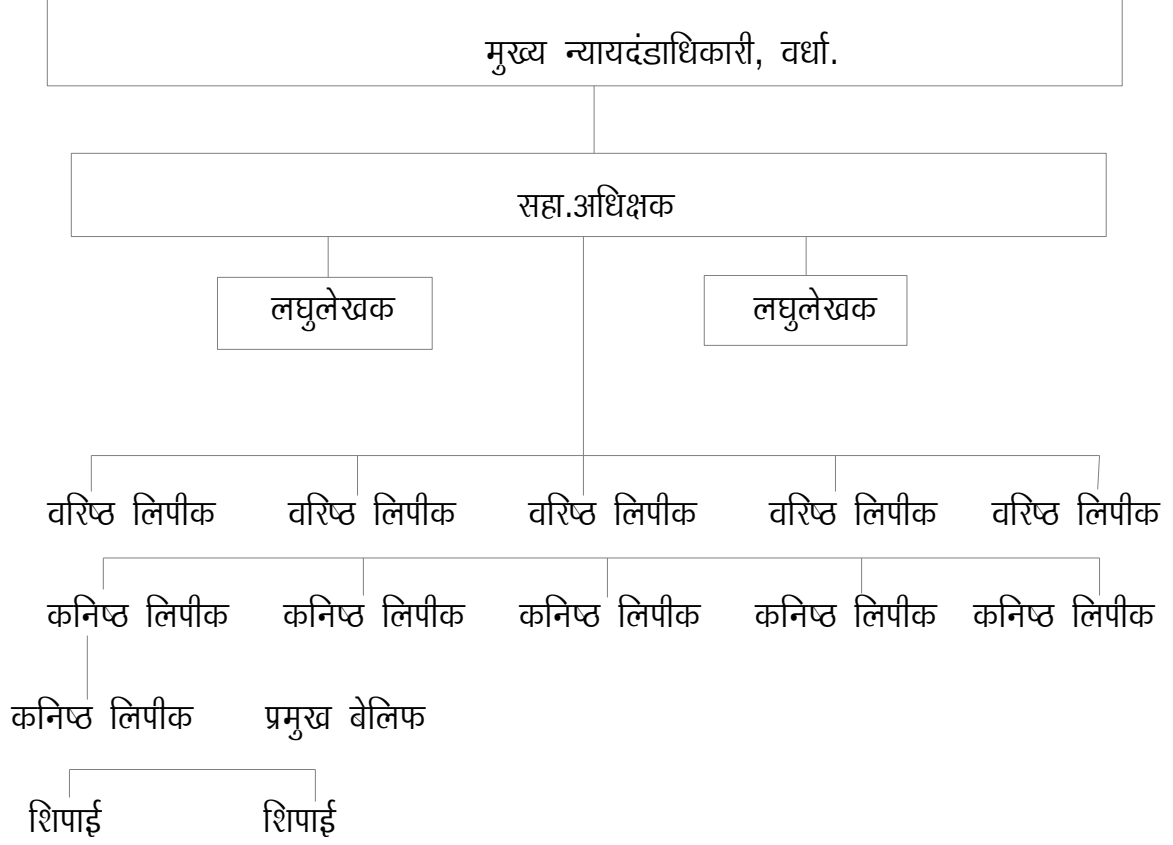 मुख्य न्यायदंडाधिकारी, वर्धा.
सहा.अधिक्षक
लघुलेखक लघुलेखक
वरिष्ठ लिपीक वरिष्ठ लिपीक वरिष्ठ लिपीक वरिष्ठ लिपीक वरिष्ठ लिपीक
कनिष्ठ लिपीक कनिष्ठ लिपीक कनिष्ठ लिपीक कनिष्ठ लिपीक कनिष्ठ लिपीक
कनिष्ठ लिपीक प्रमुख बेलिफ
शिपाई शिपाई